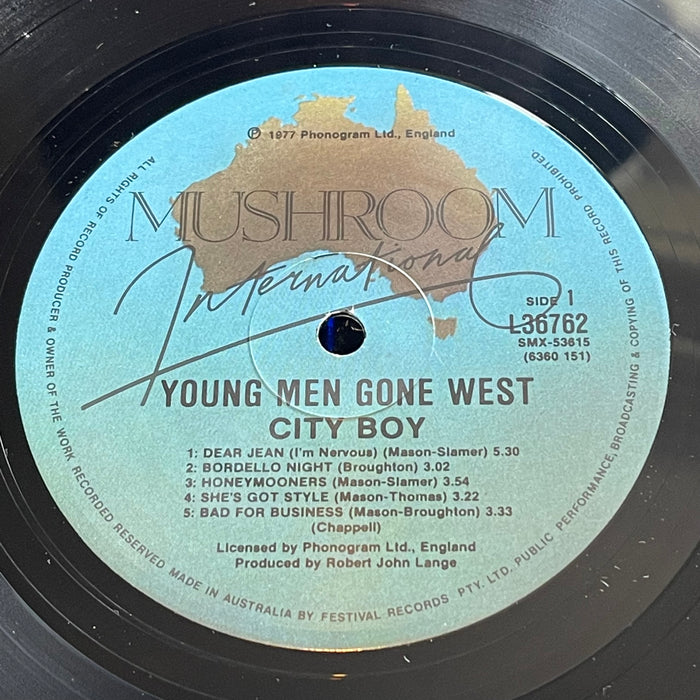 ℗ 1977 Phonogram Ltd., England
MUSHROOM
International
SIDE 1
L36762
SMX-53615
(6360 151)
YOUNG MEN GONE WEST
CITY BOY
1: DEAR JEAN (I'm Nervous) (Mason-Slamer) 5.30
2: BORDELLO NIGHT (Broughton) 3.02
3: HONEYMOONERS (Mason-Slamer) 3.54
4: SHE'S GOT STYLE (Mason-Thomas) 3.22
5: BAD FOR BUSINESS (Mason-Broughton) 3.33
(Chappell)
Licensed by Phonogram Ltd., England
Produced by Robert John Lange
ALL RIGHTS OF RECORD PRODUCER & OWNER OF THE WORK RECORDED RESERVED MADE IN AUSTRALIA BY FESTIVAL RECORDS PTY. LTD. PUBLIC PERFORMANCE, BROADCASTING & COPYING OF THIS RECORD PROHIBITED.